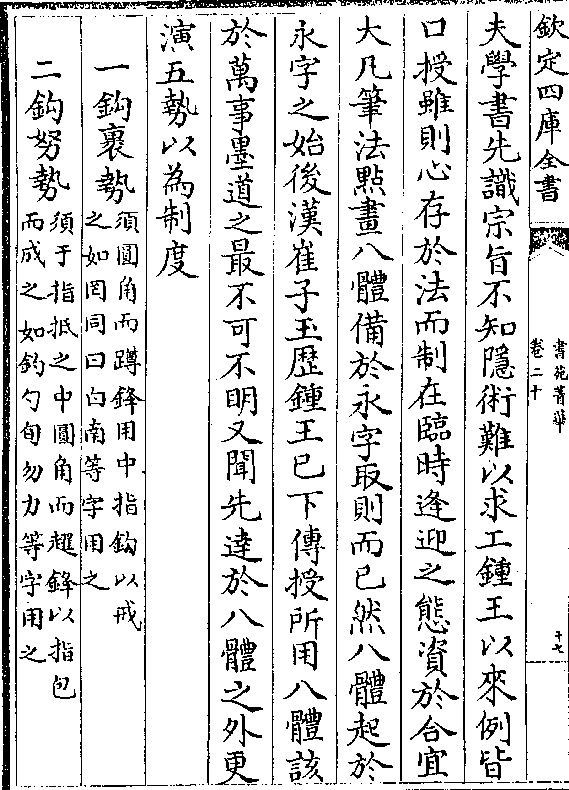 欽定四庫全書
書苑菁華
卷二十
十七
夫學書先識宗旨不知隱術難以求工鍾王以來例皆
口授雖則心存於法而制在臨時逢迎之態資於合宜
大凡筆法點畫八體備於永字取則而已然八體起於
永字之始後漢崔子玉歷鍾王已下傳授所用八體該
於萬事墨道之最不可不明又聞先達於八體之外更
演五勢以為制度
一鈎裹勢須圓角而蹲鋒用中指鈎以戒
之如罔同曰白南等字用之
二鈎努勢須于指抵之中圓角而趯鋒以指包
而成之如鈞勺旬勿力等字用之